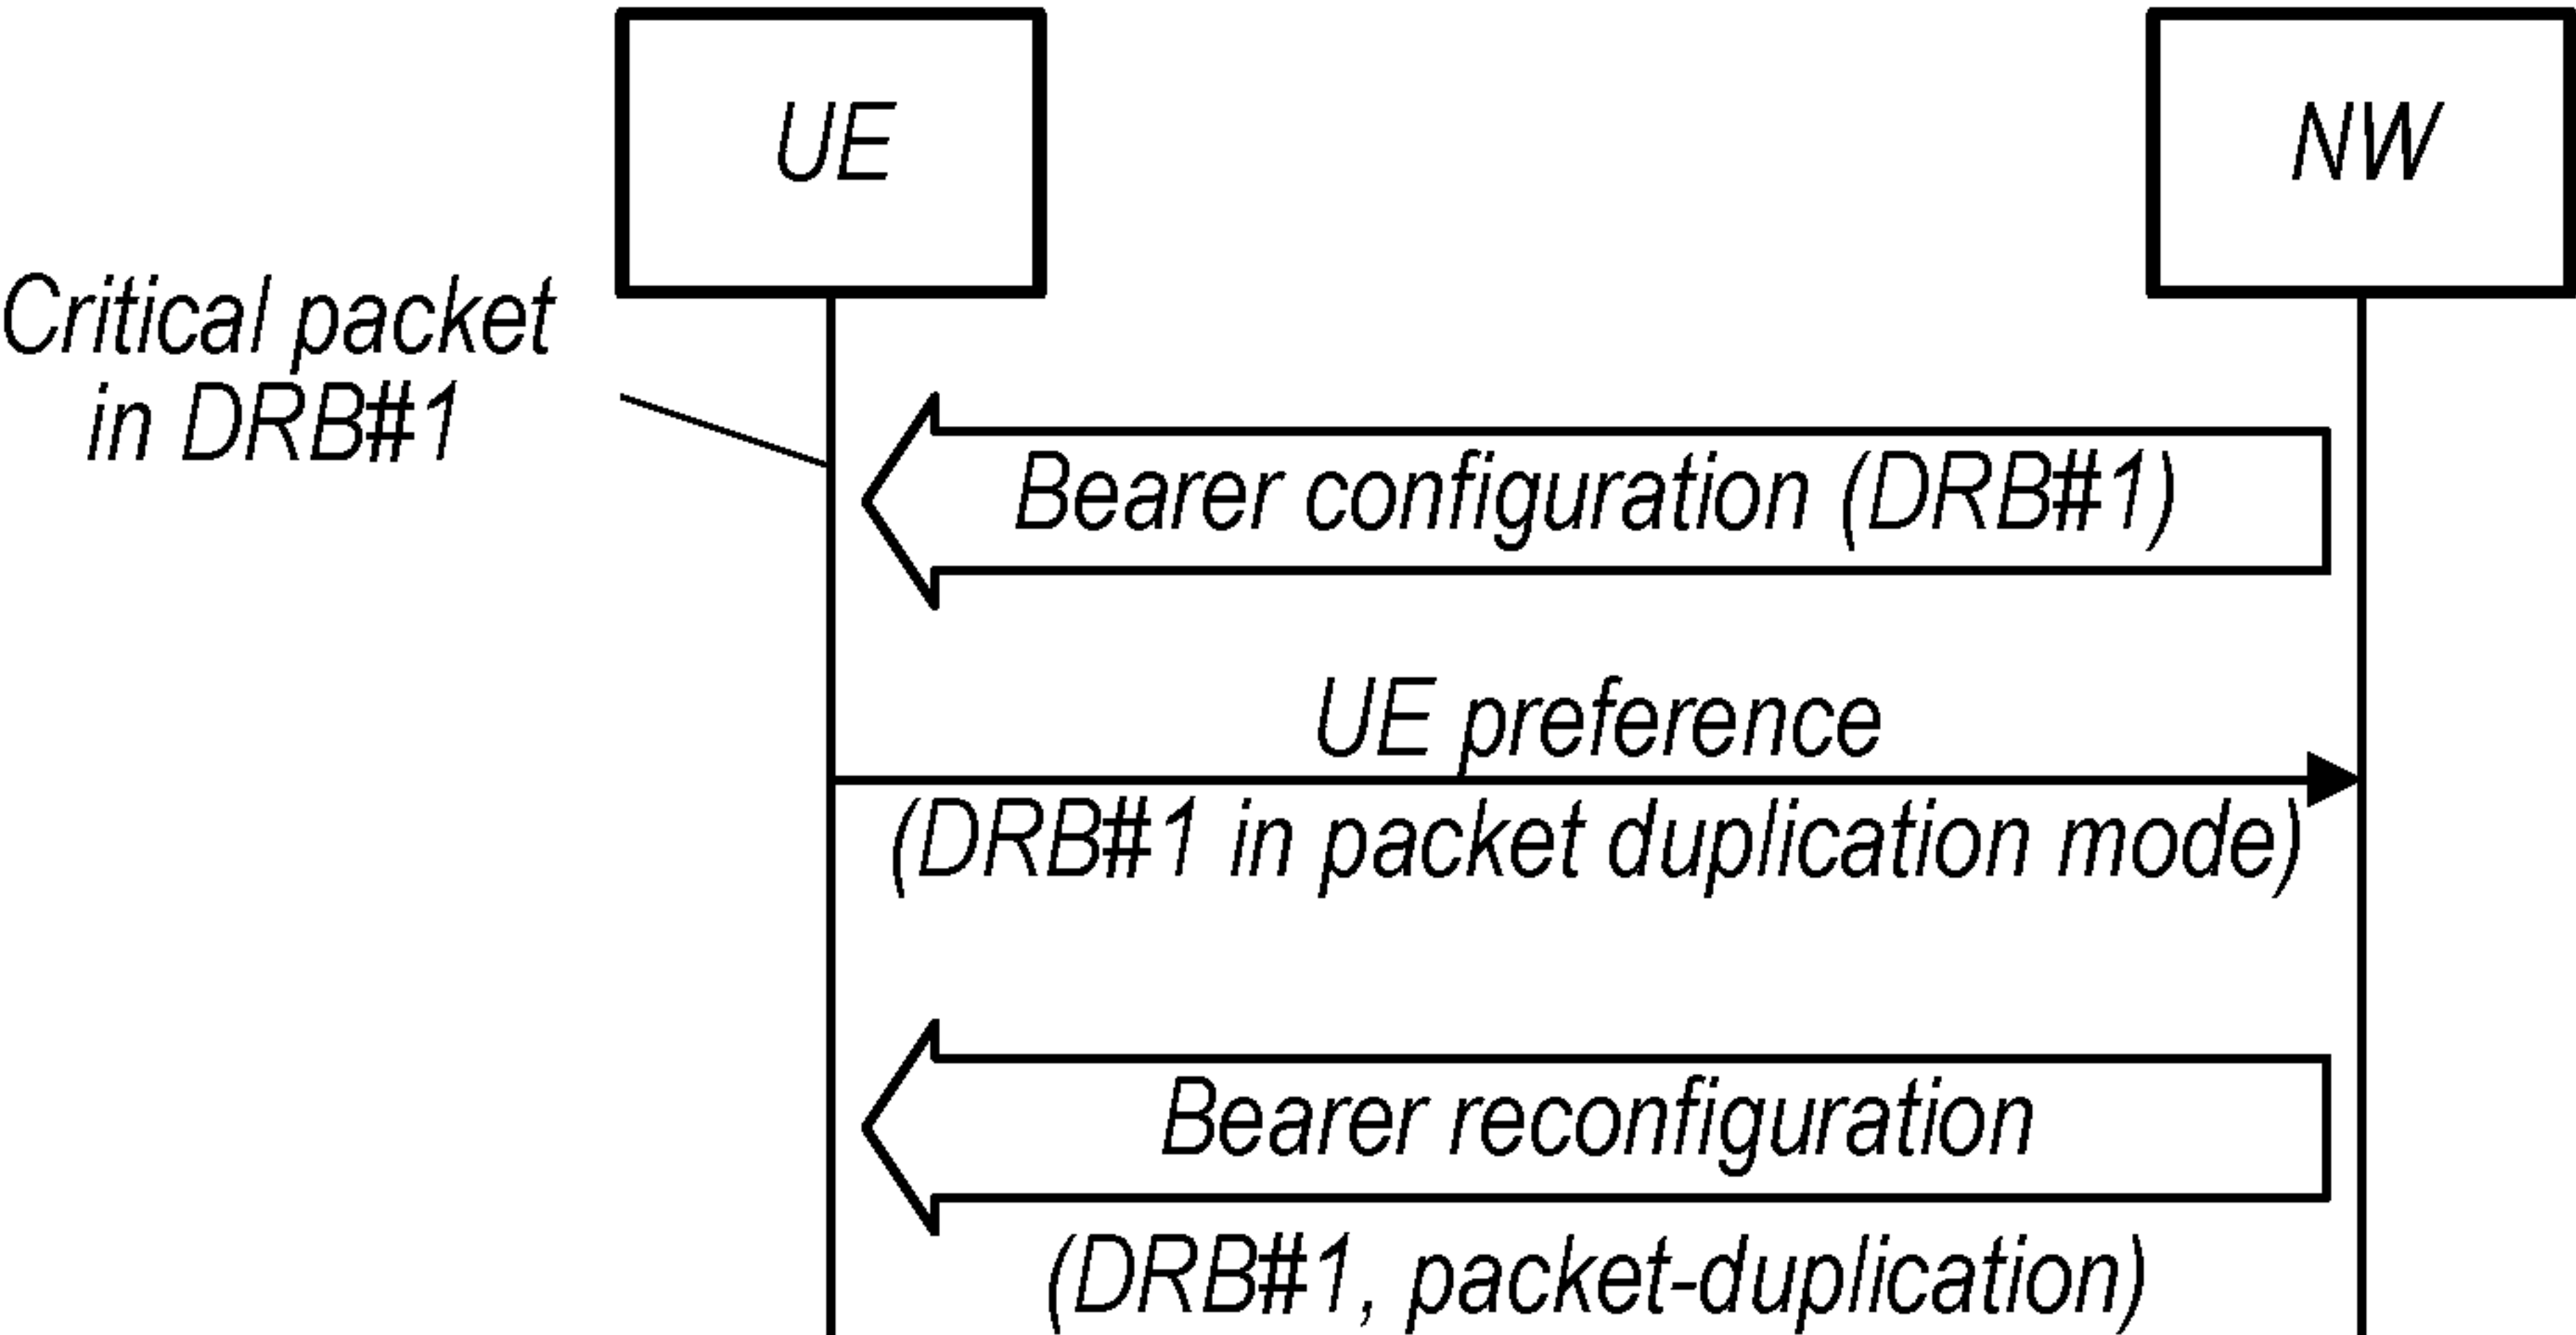 UE
NW
Critical packet
in DRB#1
Bearer configuration (DRB#1)
UE preference
(DRB#1 in packet duplication mode)
Bearer reconfiguration
(DRB#1, packet-duplication)